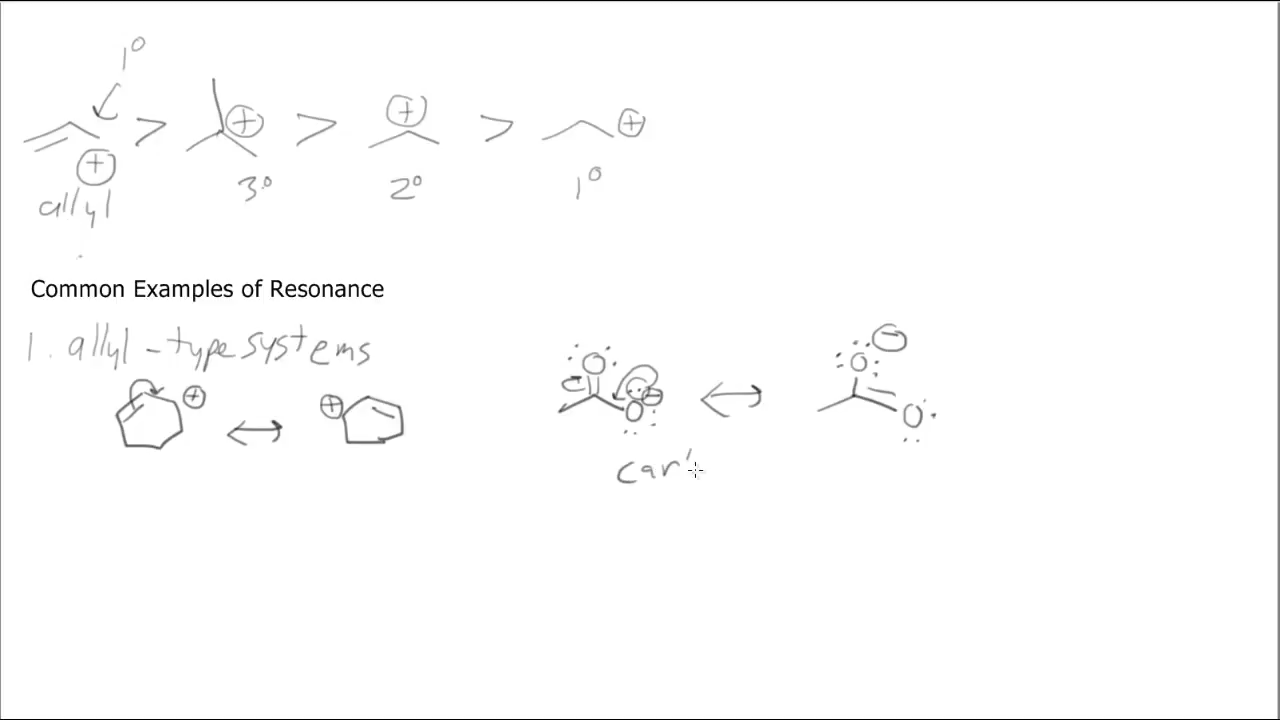 1°
⊕ > ⊕ > ⊕ > ⊕
allyl 3° 2° 1°
Common Examples of Resonance
1. allyl-type systems
⊕ ↔ ⊕
O O ⊖ ↔ O ⊖ O
car